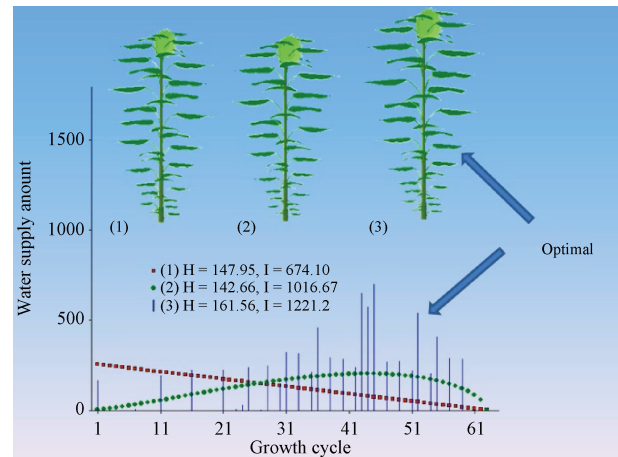 (1)
(2)
(3)
Optimal
Water supply anount
1500
1000
500
0
(1) H = 147.95, I = 674.10
(2) H = 142.66, I = 1016.67
(3) H = 161.56, I = 1221.2
1 11 21 31 41 51 61
Growth cycle